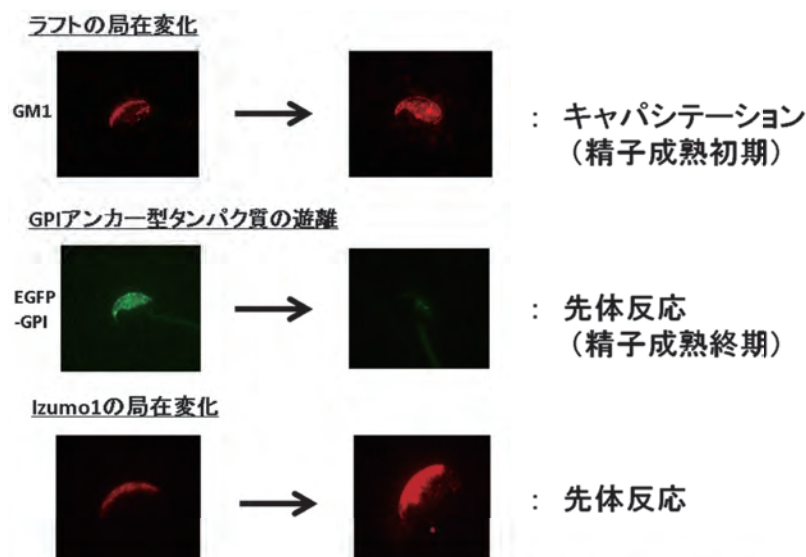 ラフトの局在変化
GM1
: キャパシテーション
(精子成熟初期)
GPIアンカー型タンパク質の遊離
EGFP
-GPI
: 先体反応
(精子成熟終期)
Izumo1の局在変化
: 先体反応